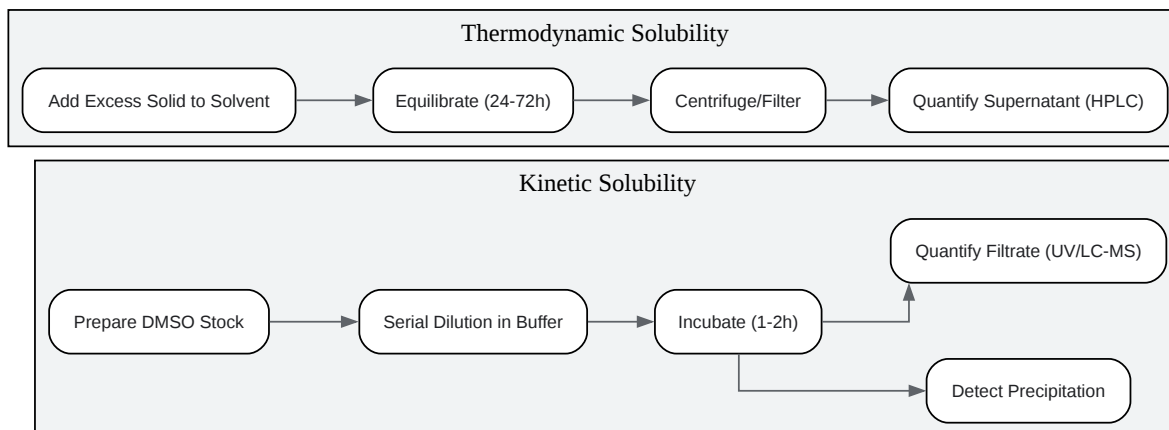 Thermodynamic Solubility
Add Excess Solid to Solvent
Equilibrate (24-72h)
Centrifuge/Filter
Quantify Supernatant (HPLC)
Kinetic Solubility
Prepare DMSO Stock
Serial Dilution in Buffer
Incubate (1-2h)
Quantify Filtrate (UV/LC-MS)
Detect Precipitation